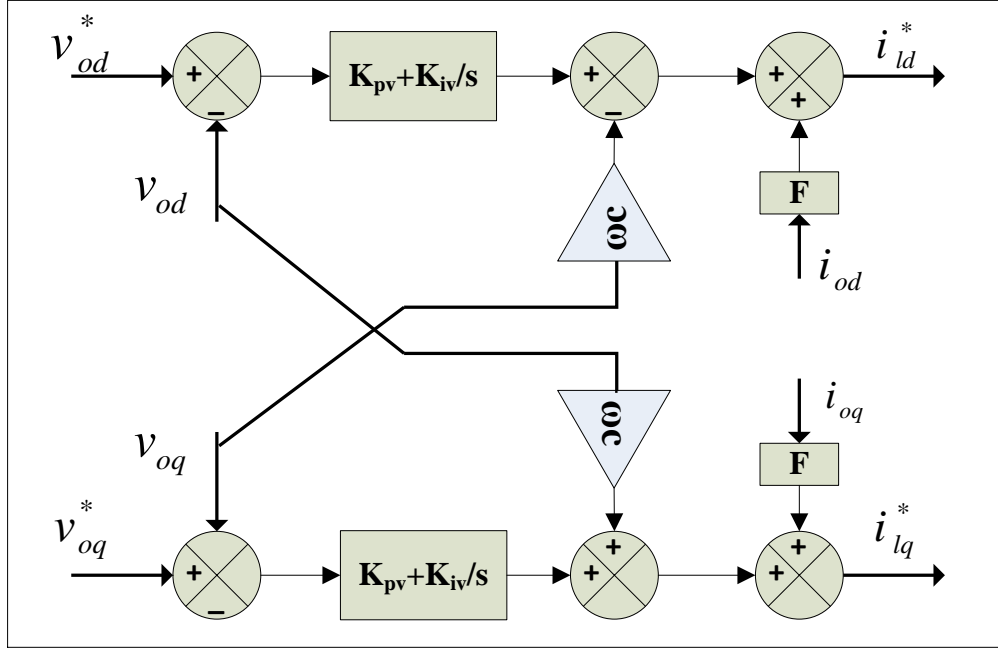 v*od
+
−
Kpv+Kiv/s
+
−
+
+
i*ld
vod
ωc
F
iod
voq
ωc
ioq
F
v*oq
+
−
Kpv+Kiv/s
+
+
+
+
i*lq